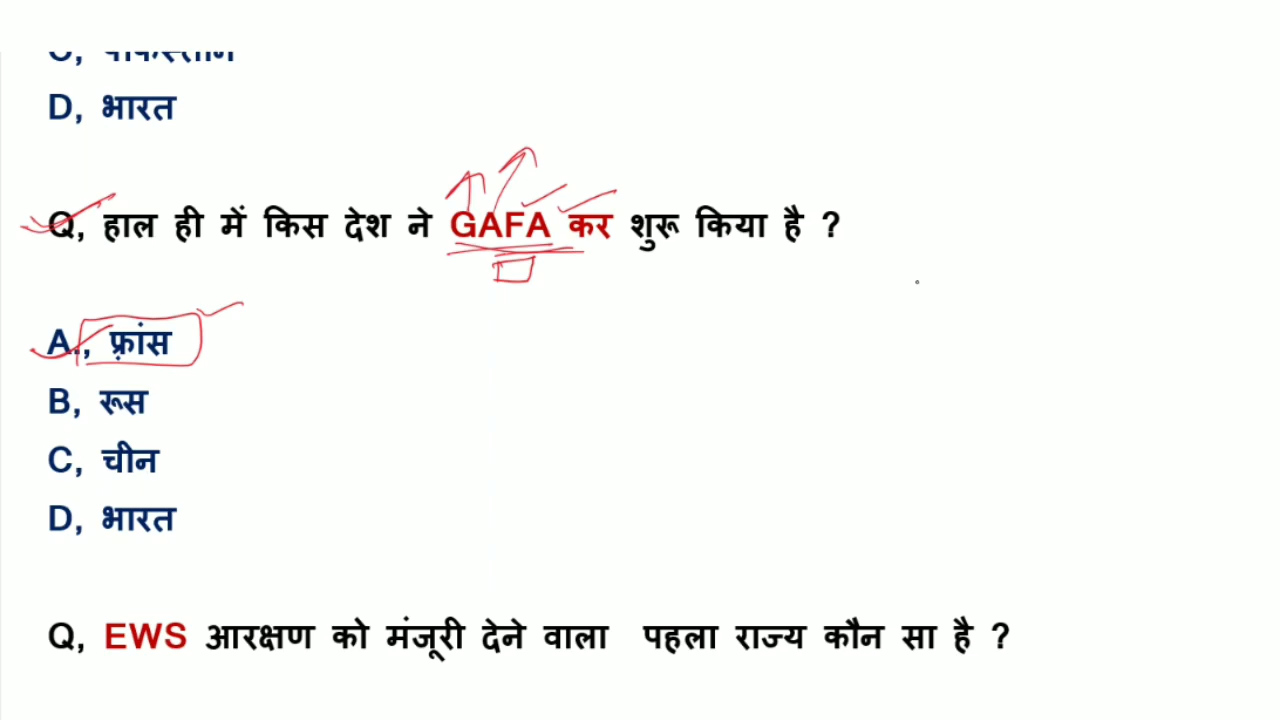 D, भारत
Q, हाल ही में किस देश ने GAFA कर शुरू किया है ?
A., फ़्रांस
B, रूस
C, चीन
D, भारत
Q, EWS आरक्षण को मंजूरी देने वाला पहला राज्य कौन सा है ?